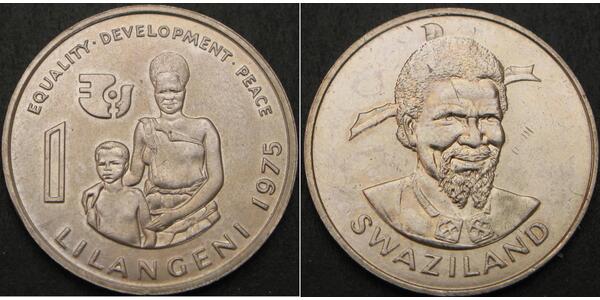 EQUALITY · DEVELOPMENT · PEACE
1
LILANGENI 1975
SWAZILAND